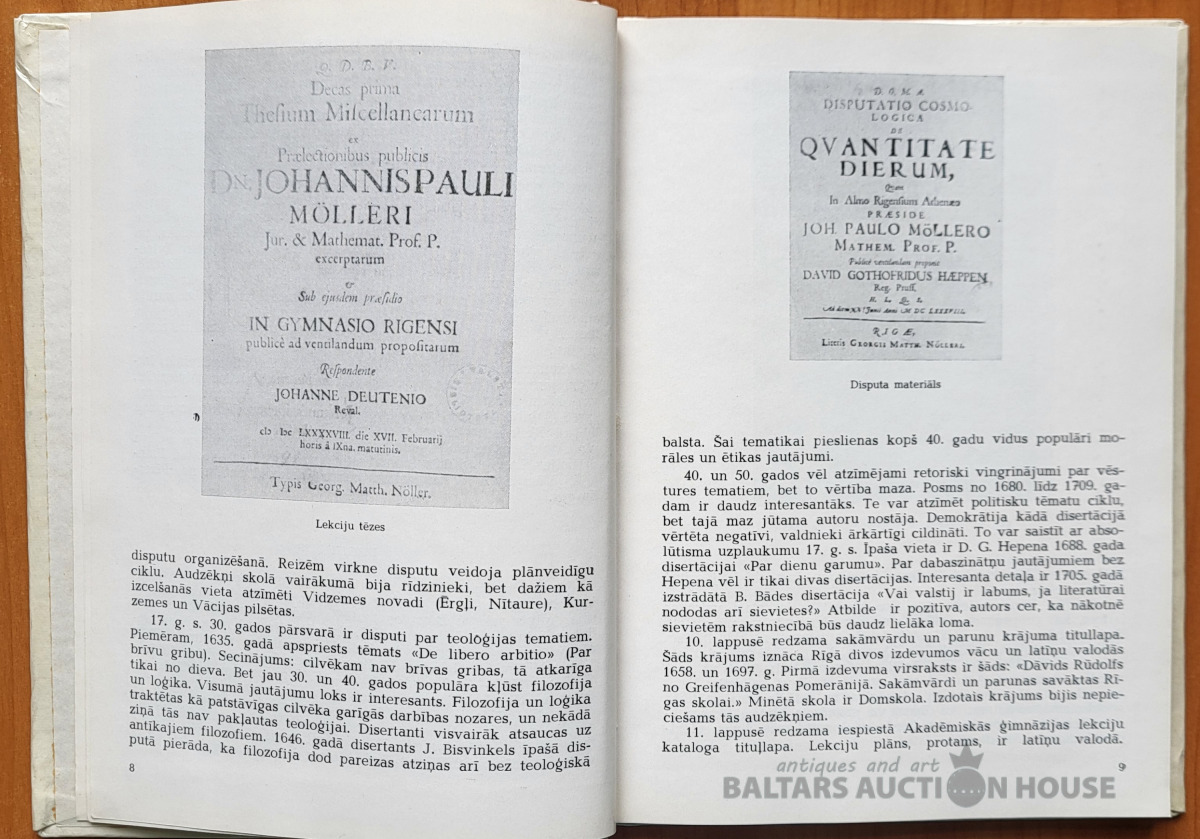 Q. D. B. V.
Decas prima
Thesium Miſcellanearum
ex
Prælectionibus publicis
DN. JOHANNIS PAULI
MÖLLERI
Jur. & Mathemat. Prof. P.
excerptarum
&
Sub ejusdem præſidio
IN GYMNASIO RIGENSI
publicè ad ventilandum propositarum
Reſpondente
JOHANNE DEUTENIO
Reval.
cIɔ Iɔc LXXXXVIII. die XVII. Februarij
horis à IXna. matutinis.
Typis Georg. Matth. Nöller.
Lekciju tēzes
disputu organizēšanā. Reizēm virkne disputu veidoja plānveidīgu
ciklu. Audzēkņi skolā vairākumā bija rīdzinieki, bet dažiem kā
izcelšanās vieta atzīmēti Vidzemes novadi (Ērgļi, Nītaure), Kur-
zemes un Vācijas pilsētas.
17. g. s. 30. gados pārsvarā ir disputi par teoloģijas tematiem.
Piemēram, 1635. gadā apspriests tēmats «De libero arbitio» (Par
brīvu gribu). Secinājums: cilvēkam nav brīvas gribas, tā atkarīga
tikai no dieva. Bet jau 30. un 40. gados populāra kļūst filozofija
un loģika. Visumā jautājumu loks ir interesants. Filozofija un loģika
traktētas kā patstāvīgas cilvēka garīgās darbības nozares, un nekādā
ziņā tās nav pakļautas teoloģijai. Disertanti visvairāk atsaucas uz
antīkajiem filozofiem. 1646. gadā disertants J. Bisvinkels īpašā dis-
putā pierāda, ka filozofija dod pareizas atziņas arī bez teoloģiskā
8
D. G. M. A.
DISPUTATIO COSMO-
LOGICA
DE
QVANTITATE
DIERUM,
Quam
In Almo Rigensium Athenæo
PRÆSIDE
JOH. PAULO MÖLLERO
MATHEM. PROF. P.
Publicè ventilandam proponit
DAVID GOTHOFRIDUS HÆPPEN
Reg. Pruſſ.
H. L. Q. S.
RIGÆ,
Litteris GEORGII MATTH. NÖLLERI.
Disputa materiāls
balsta. Šai tematikai pieslienas kopš 40. gadu vidus populāri mo-
rāles un ētikas jautājumi.
40. un 50. gados vēl atzīmējami retoriski vingrinājumi par vēs-
tures tematiem, bet to vērtība maza. Posms no 1680. līdz 1709. ga-
dam ir daudz interesantāks. Te var atzīmēt politisku tēmatu ciklu,
bet tajā maz jūtama autoru nostāja. Demokrātija kādā disertācijā
vērtēta negatīvi, valdnieki ārkārtīgi cildināti. To var saistīt ar abso-
lūtisma uzplaukumu 17. g. s. Īpaša vieta ir D. G. Hepena 1688. gada
disertācijai «Par dienu garumu». Par dabaszinātņu jautājumiem bez
Hepena vēl ir tikai divas disertācijas. Interesanta detaļa ir 1705. gadā
izstrādātā B. Bādes disertācija «Vai valstij ir labums, ja literatūrai
nododas arī sievietes?» Atbilde ir pozitīva, autors cer, ka nākotnē
sievietēm rakstniecībā būs daudz lielāka loma.
10. lappusē redzama sakāmvārdu un parunu krājuma titullapa.
Šāds krājums iznāca Rīgā divos izdevumos vācu un latīņu valodās
1658. un 1697. g. Pirmā izdevuma virsraksts ir šāds: «Dāvids Rūdolfs
no Greifenhāgenas Pomerānijā. Sakāmvārdi un parunas savāktas Rī-
gas skolai.» Minētā skola ir Domskola. Izdotais krājums bijis nepie-
ciešams tās audzēkņiem.
11. lappusē redzama iespiestā Akadēmiskās ģimnāzijas lekciju
kataloga tituļlapa. Lekciju plāns, protams, ir latīņu valodā.
9
antiques and art
BALTARS AUCTION HOUSE